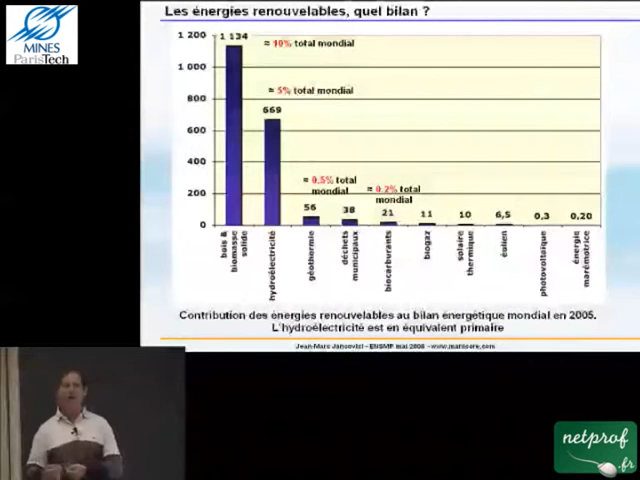 Les énergies renouvelables, quel bilan ?
MINES
ParisTech
1 200
1 000
800
600
400
200
0
1 134
≈ 10% total mondial
≈ 5% total mondial
669
≈ 0.5% total
mondial
≈ 0.2% total
mondial
56
38
21
11
10
6,5
0,3
0,20
bois &
biomasse
solide
hydroélectricité
géothermie
déchets
municipaux
biocarburants
biogaz
solaire
thermique
éolien
photovoltaïque
énergie
marémotrice
Contribution des énergies renouvelables au bilan énergétique mondial en 2005.
L'hydroélectricité est en équivalent primaire
Jean-Marc Jancovici - ENSMP mai 2008 - www.manicore.com
netprof
.fr